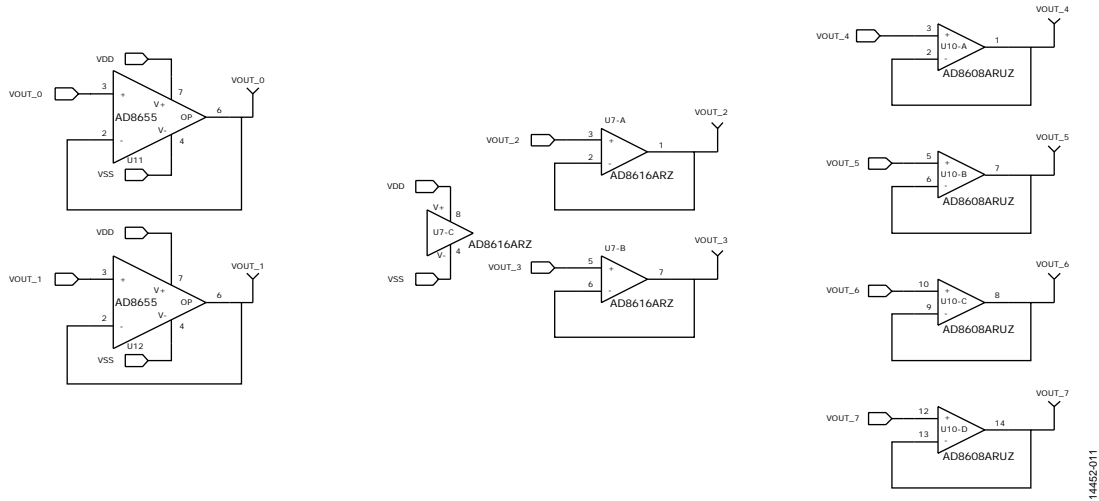 VDD
VOUT_0
3
+
V+
7
AD8655
OP
6
VOUT_0
2
-
V-
4
U11
VSS
VDD
VOUT_1
3
+
V+
7
AD8655
OP
6
VOUT_1
2
-
V-
4
U12
VSS
VDD
V+
8
U7-C
AD8616ARZ
V-
4
VSS
U7-A
VOUT_2
3
+
1
VOUT_2
2
-
AD8616ARZ
U7-B
VOUT_3
5
+
7
VOUT_3
6
-
AD8616ARZ
VOUT_4
3
+
U10-A
1
VOUT_4
2
-
AD8608ARUZ
VOUT_5
5
+
U10-B
7
VOUT_5
6
-
AD8608ARUZ
VOUT_6
10
+
U10-C
8
VOUT_6
9
-
AD8608ARUZ
VOUT_7
12
+
U10-D
14
VOUT_7
13
-
AD8608ARUZ
14452-011